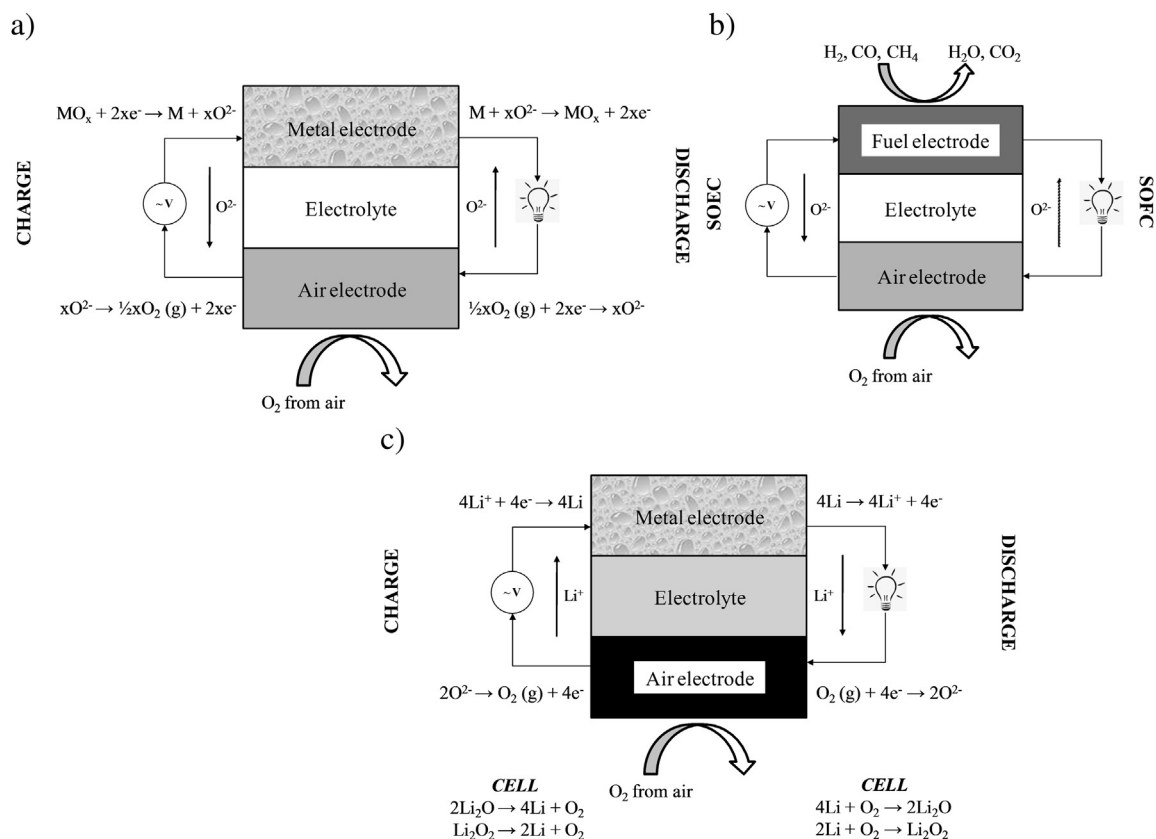 a)
MOₓ + 2xe⁻ → M + xO²⁻
M + xO²⁻ → MOₓ + 2xe⁻
Metal electrode
CHARGE
~V
O²⁻
Electrolyte
O²⁻
DISCHARGE
Air electrode
xO²⁻ → ½xO₂ (g) + 2xe⁻
½xO₂ (g) + 2xe⁻ → xO²⁻
O₂ from air
b)
H₂, CO, CH₄
H₂O, CO₂
Fuel electrode
SOEC
~V
O²⁻
Electrolyte
O²⁻
SOFC
Air electrode
O₂ from air
c)
4Li⁺ + 4e⁻ → 4Li
4Li → 4Li⁺ + 4e⁻
Metal electrode
CHARGE
~V
Li⁺
Electrolyte
Li⁺
DISCHARGE
Air electrode
2O²⁻ → O₂ (g) + 4e⁻
O₂ (g) + 4e⁻ → 2O²⁻
O₂ from air
CELL
2Li₂O → 4Li + O₂
Li₂O₂ → 2Li + O₂
CELL
4Li + O₂ → 2Li₂O
2Li + O₂ → Li₂O₂